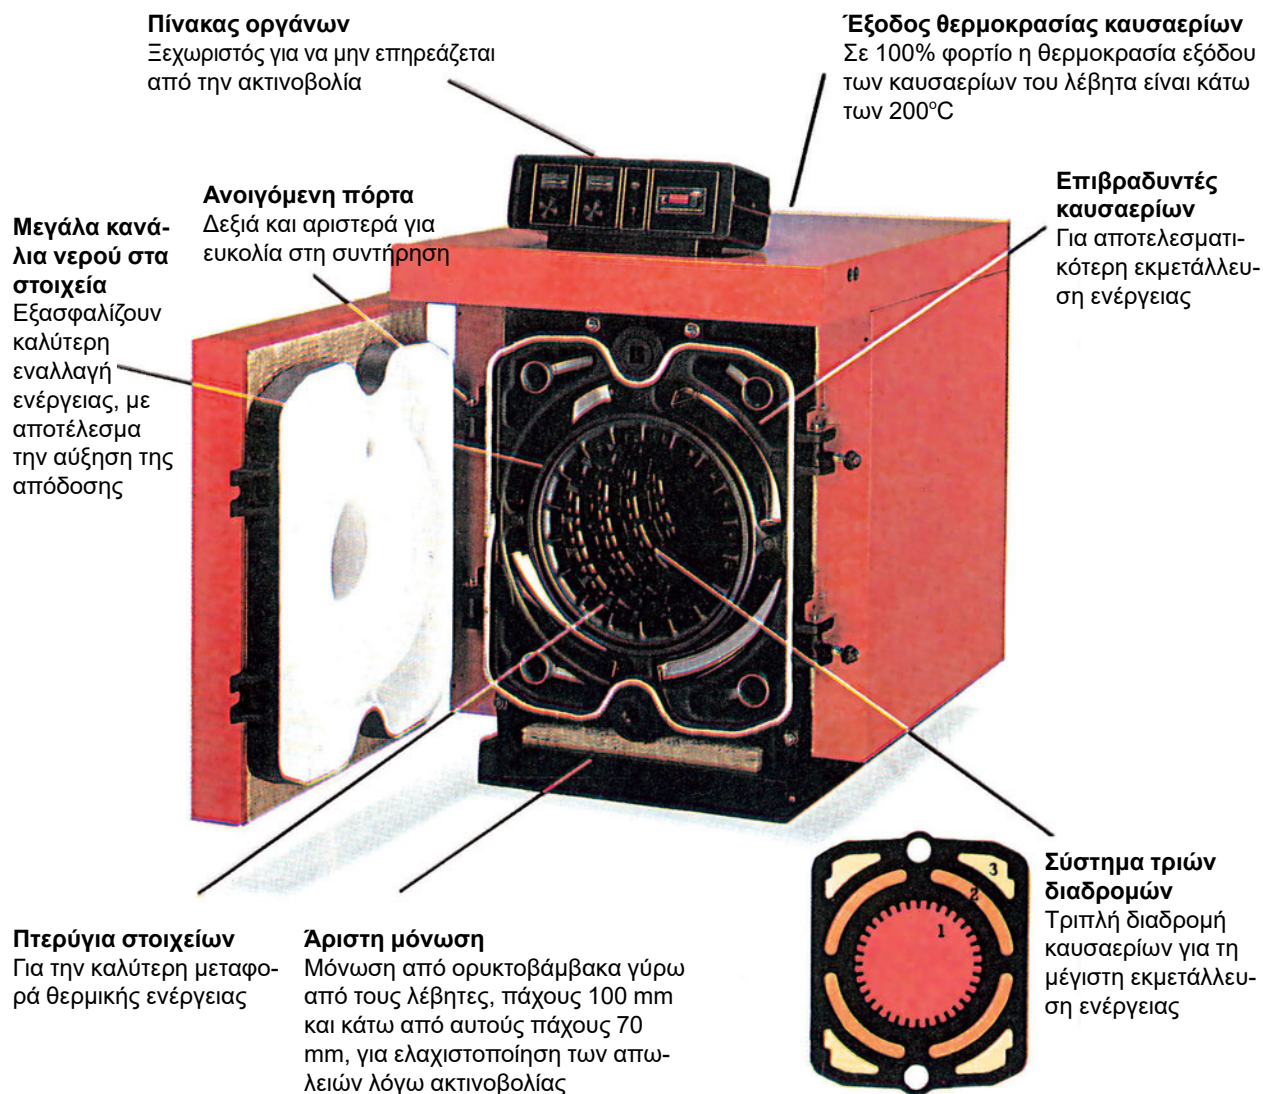 Πίνακας οργάνων
Ξεχωριστός για να μην επηρεάζεται
από την ακτινοβολία
Έξοδος θερμοκρασίας καυσαερίων
Σε 100% φορτίο η θερμοκρασία εξόδου
των καυσαερίων του λέβητα είναι κάτω
των 200°C
Ανοιγόμενη πόρτα
Δεξιά και αριστερά για
ευκολία στη συντήρηση
Επιβραδυντές
καυσαερίων
Για αποτελεσματι-
κότερη εκμετάλλευ-
ση ενέργειας
Μεγάλα κανά-
λια νερού στα
στοιχεία
Εξασφαλίζουν
καλύτερη
εναλλαγή
ενέργειας, με
αποτέλεσμα
την αύξηση της
απόδοσης
Πτερύγια στοιχείων
Για την καλύτερη μεταφο-
ρά θερμικής ενέργειας
Άριστη μόνωση
Μόνωση από ορυκτοβάμβακα γύρω
από τους λέβητες, πάχους 100 mm
και κάτω από αυτούς πάχους 70
mm, για ελαχιστοποίηση των απω-
λειών λόγω ακτινοβολίας
3
2
1
Σύστημα τριών
διαδρομών
Τριπλή διαδρομή
καυσαερίων για τη
μέγιστη εκμετάλλευ-
ση ενέργειας